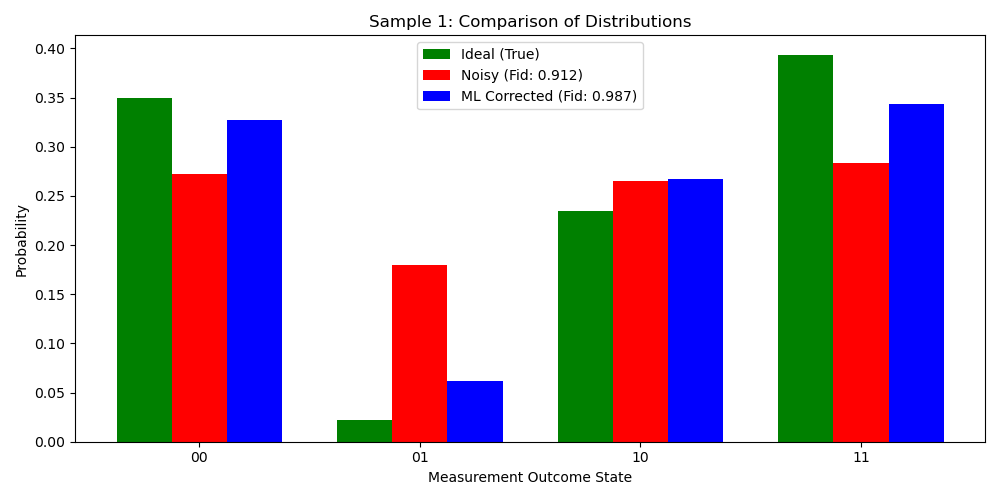 Sample 1: Comparison of Distributions
Ideal (True)
Noisy (Fid: 0.912)
ML Corrected (Fid: 0.987)
Probability
0.40
0.35
0.30
0.25
0.20
0.15
0.10
0.05
0.00
00
01
10
11
Measurement Outcome State